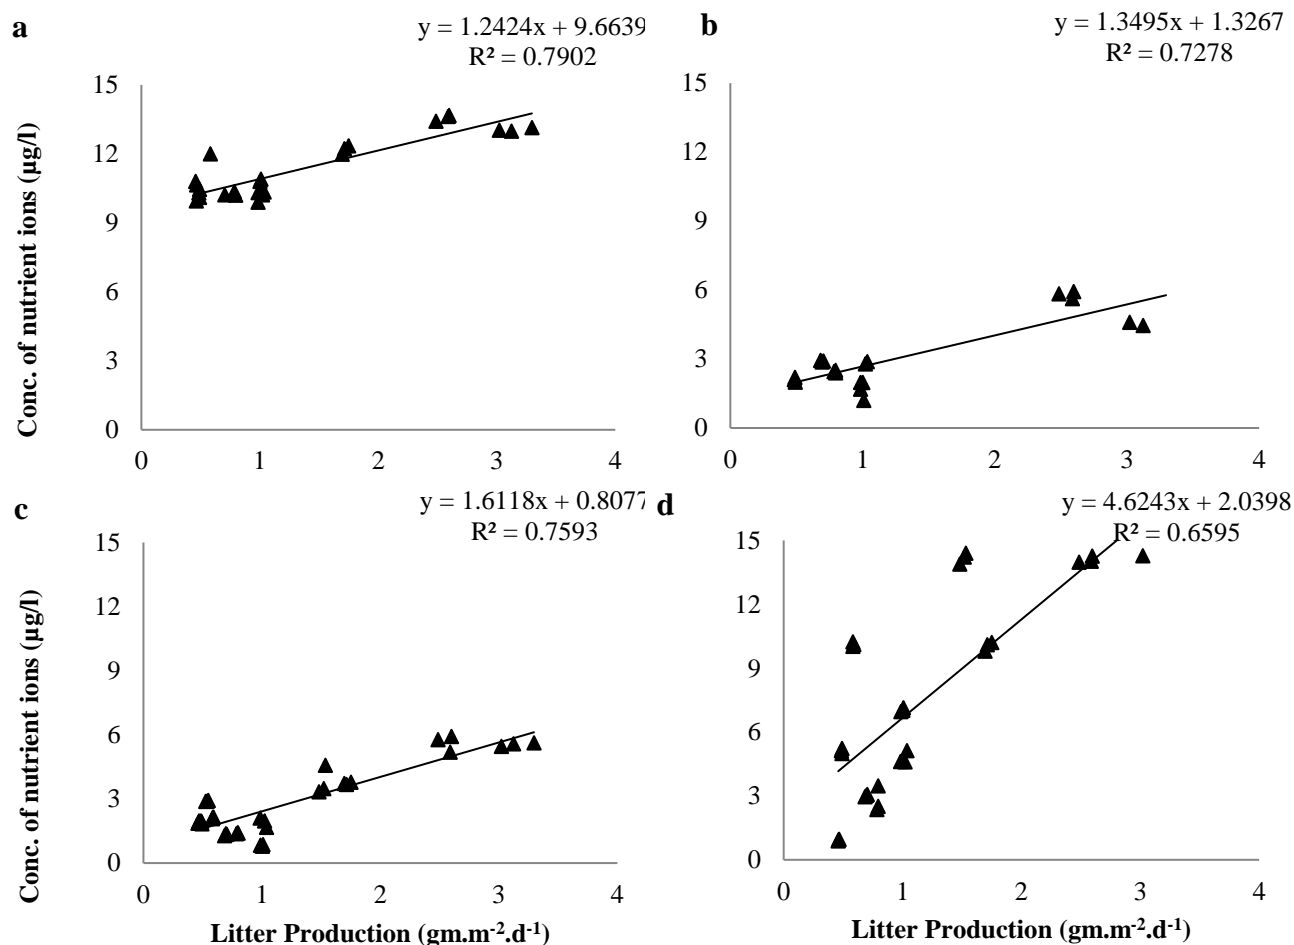 a
y = 1.2424x + 9.6639
R² = 0.7902
15
12
9
6
3
0
0 1 2 3 4
Conc. of nutrient ions (µg/l)
b
y = 1.3495x + 1.3267
R² = 0.7278
15
12
9
6
3
0
0 1 2 3 4
c
y = 1.6118x + 0.8077
R² = 0.7593
15
12
9
6
3
0
0 1 2 3 4
Conc. of nutrient ions (µg/l)
Litter Production (gm.m⁻².d⁻¹)
d
y = 4.6243x + 2.0398
R² = 0.6595
15
12
9
6
3
0
0 1 2 3 4
Litter Production (gm.m⁻².d⁻¹)